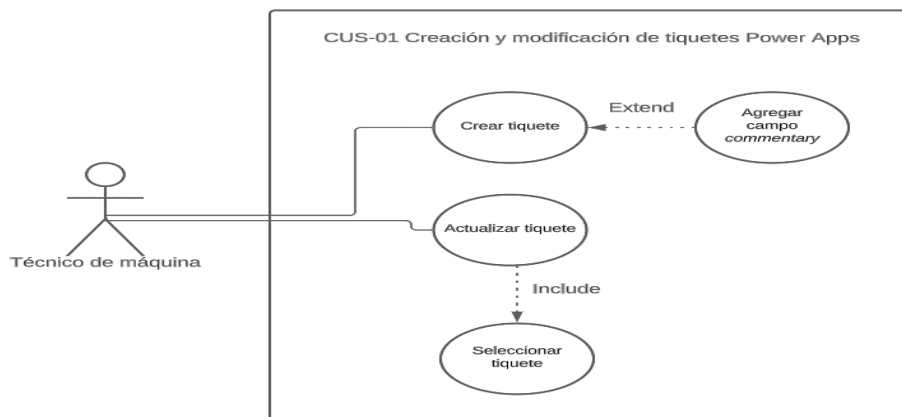 CUS-01 Creación y modificación de tiquetes Power Apps
Crear tiquete
Extend
Agregar
campo
commentary
Actualizar tiquete
Técnico de máquina
Include
Seleccionar
tiquete